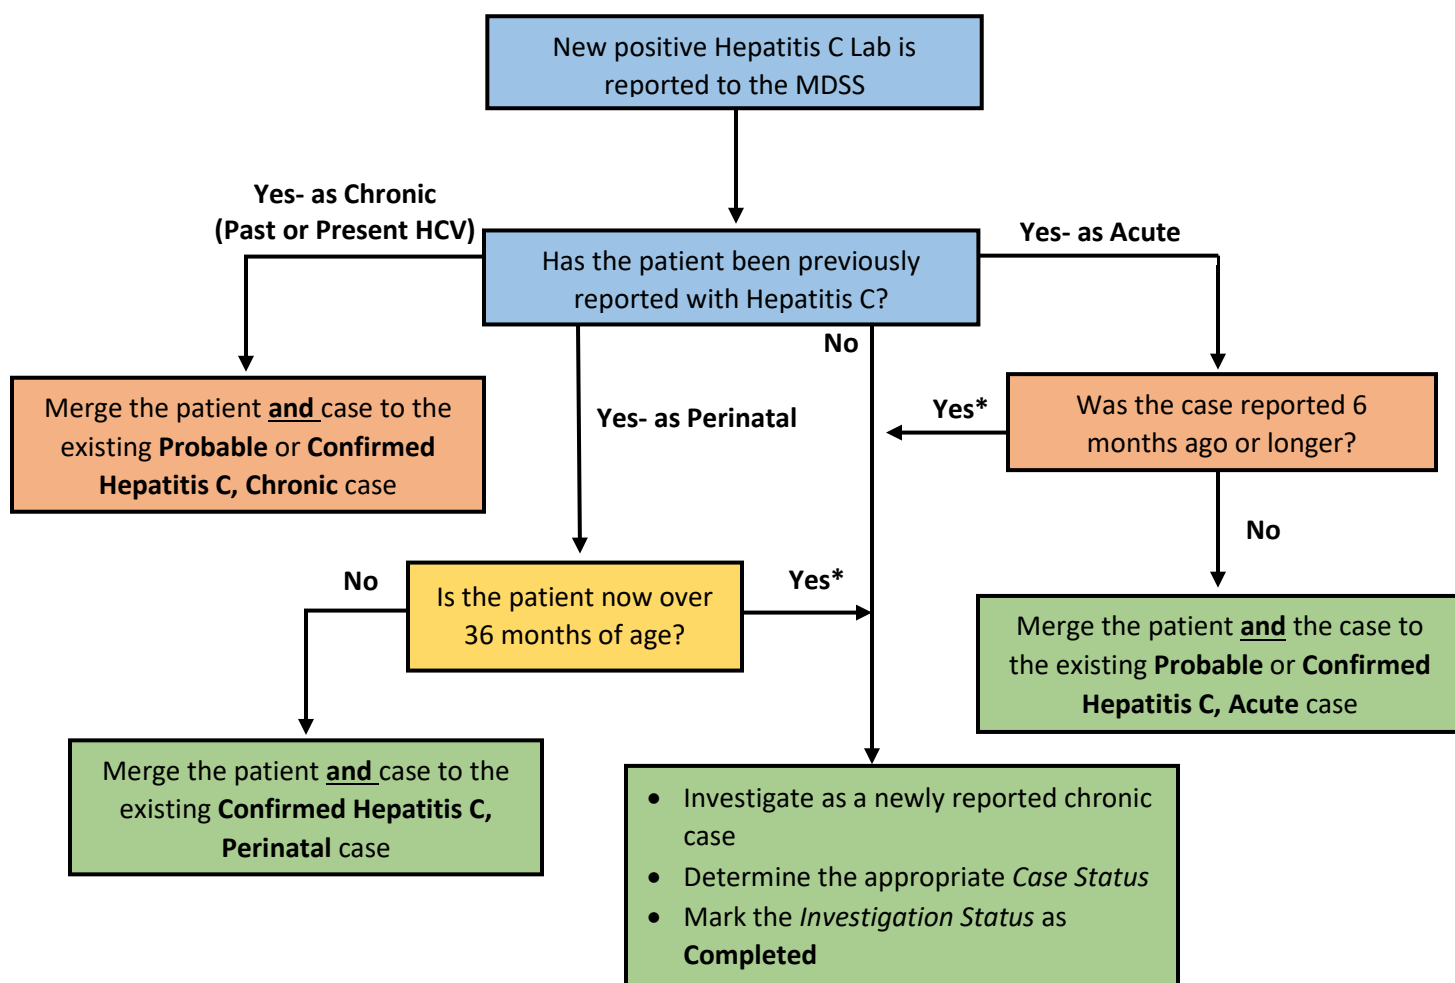 New positive Hepatitis C Lab is
reported to the MDSS
Yes- as Chronic
(Past or Present HCV)
Yes- as Acute
Has the patient been previously
reported with Hepatitis C?
No
Merge the patient and case to the
existing Probable or Confirmed
Hepatitis C, Chronic case
Yes- as Perinatal
Yes*
Was the case reported 6
months ago or longer?
No
No
Is the patient now over
36 months of age?
Yes*
Merge the patient and the case to
the existing Probable or Confirmed
Hepatitis C, Acute case
Merge the patient and case to the
existing Confirmed Hepatitis C,
Perinatal case
• Investigate as a newly reported chronic
case
• Determine the appropriate Case Status
• Mark the Investigation Status as
Completed